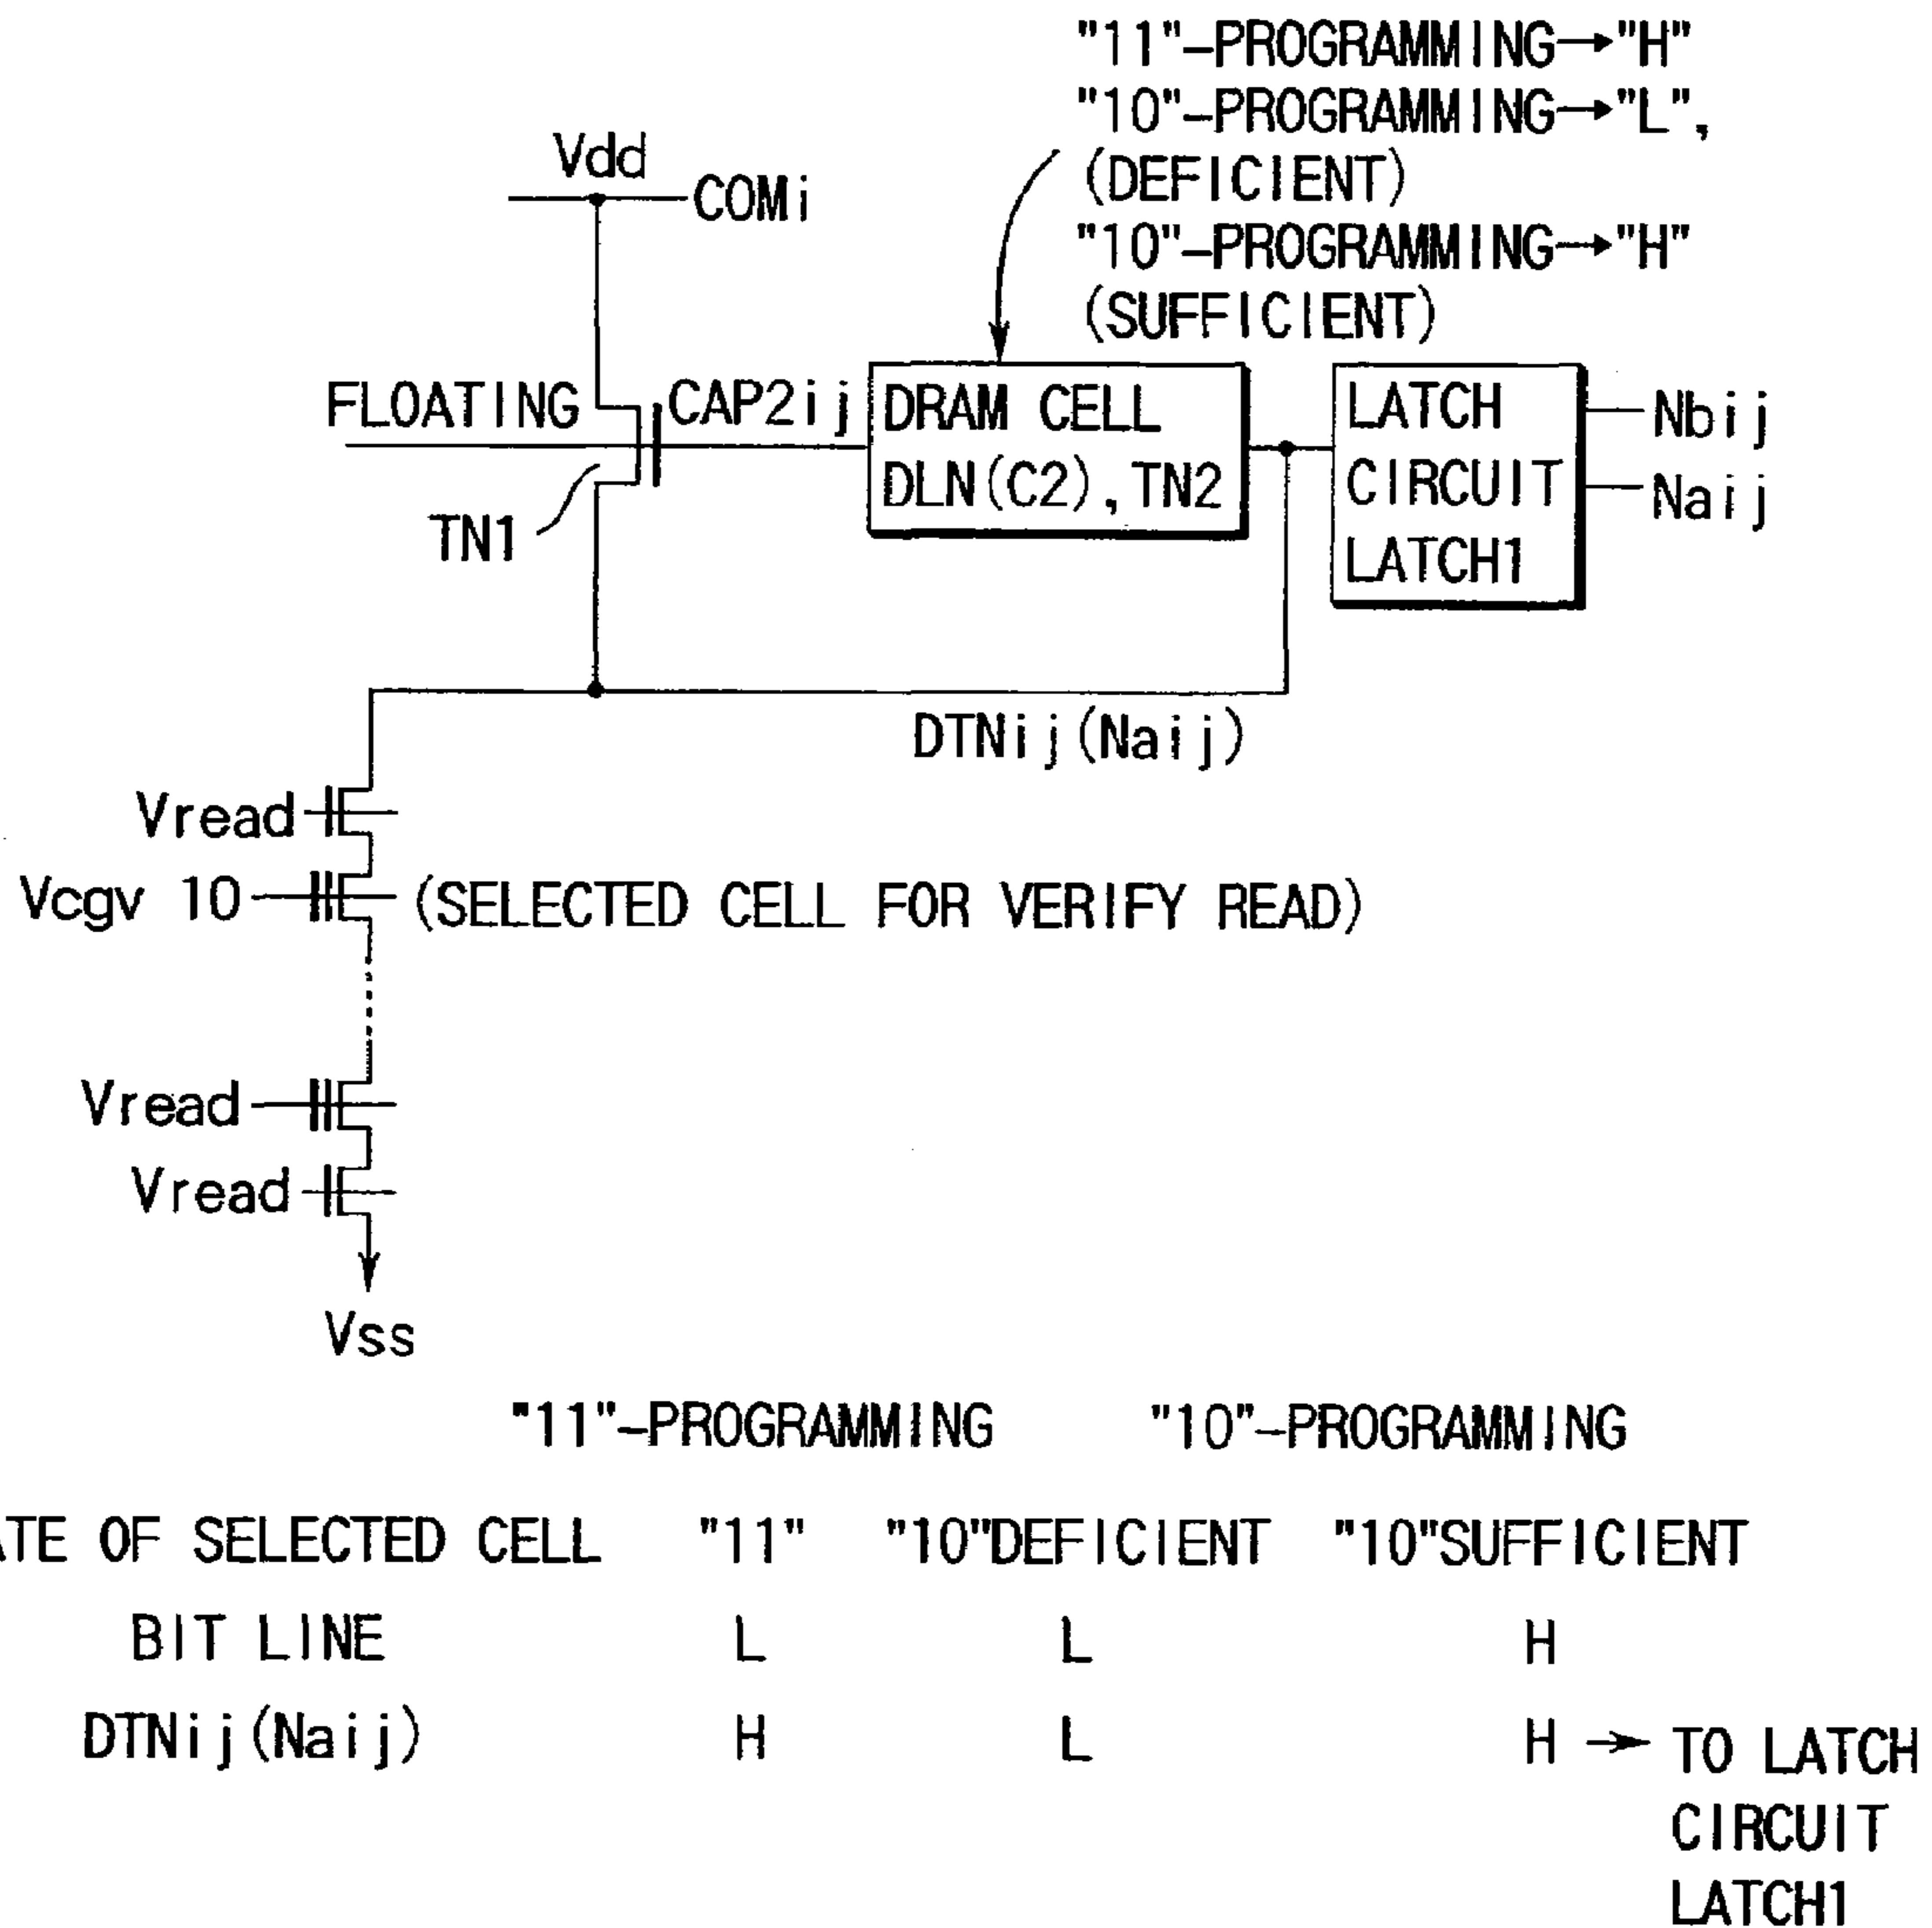 "11"-PROGRAMMING→"H"
"10"-PROGRAMMING→"L",
(DEFICIENT)
"10"-PROGRAMMING→"H"
(SUFFICIENT)
Vdd
COMi
FLOATING
CAP2ij
TN1
DRAM CELL
DLN(C2),TN2
LATCH
CIRCUIT
LATCH1
Nbij
Naij
DTNij(Naij)
Vread
Vcgv 10
(SELECTED CELL FOR VERIFY READ)
Vread
Vread
Vss
"11"-PROGRAMMING "10"-PROGRAMMING
OF SELECTED CELL "11" "10"DEFICIENT "10"SUFFICIENT
BIT LINE L L H
DTNij(Naij) H L H → TO LATCH
CIRCUIT
LATCH1